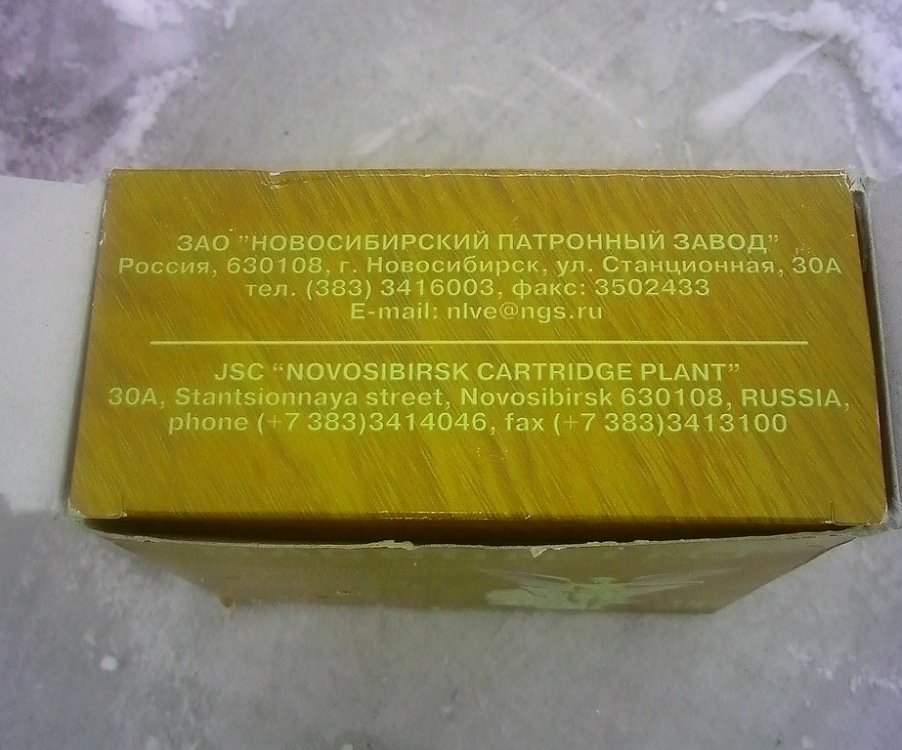 ЗАО "НОВОСИБИРСКИЙ ПАТРОННЫЙ ЗАВОД"
Россия, 630108, г. Новосибирск, ул. Станционная, 30А
тел. (383) 3416003, факс: 3502433
E-mail: nlve@ngs.ru
JSC “NOVOSIBIRSK CARTRIDGE PLANT”
30A, Stantsionnaya street, Novosibirsk 630108, RUSSIA,
phone (+7 383)3414046, fax (+7 383)3413100